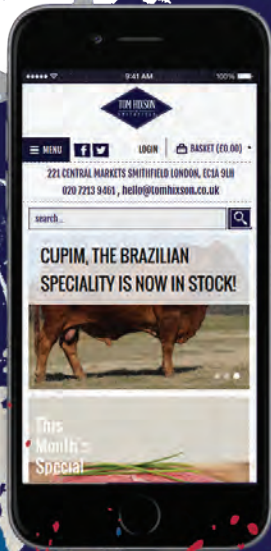 9:41 AM
100%
TOM HIXSON
SMITHFIELD
MENU
LOGIN
BASKET (£0.00)
221 CENTRAL MARKETS SMITHFIELD LONDON, EC1A 9LH
020 7213 9461 , hello@tomhixson.co.uk
search...
CUPIM, THE BRAZILIAN
SPECIALITY IS NOW IN STOCK!
This
Month's
Special